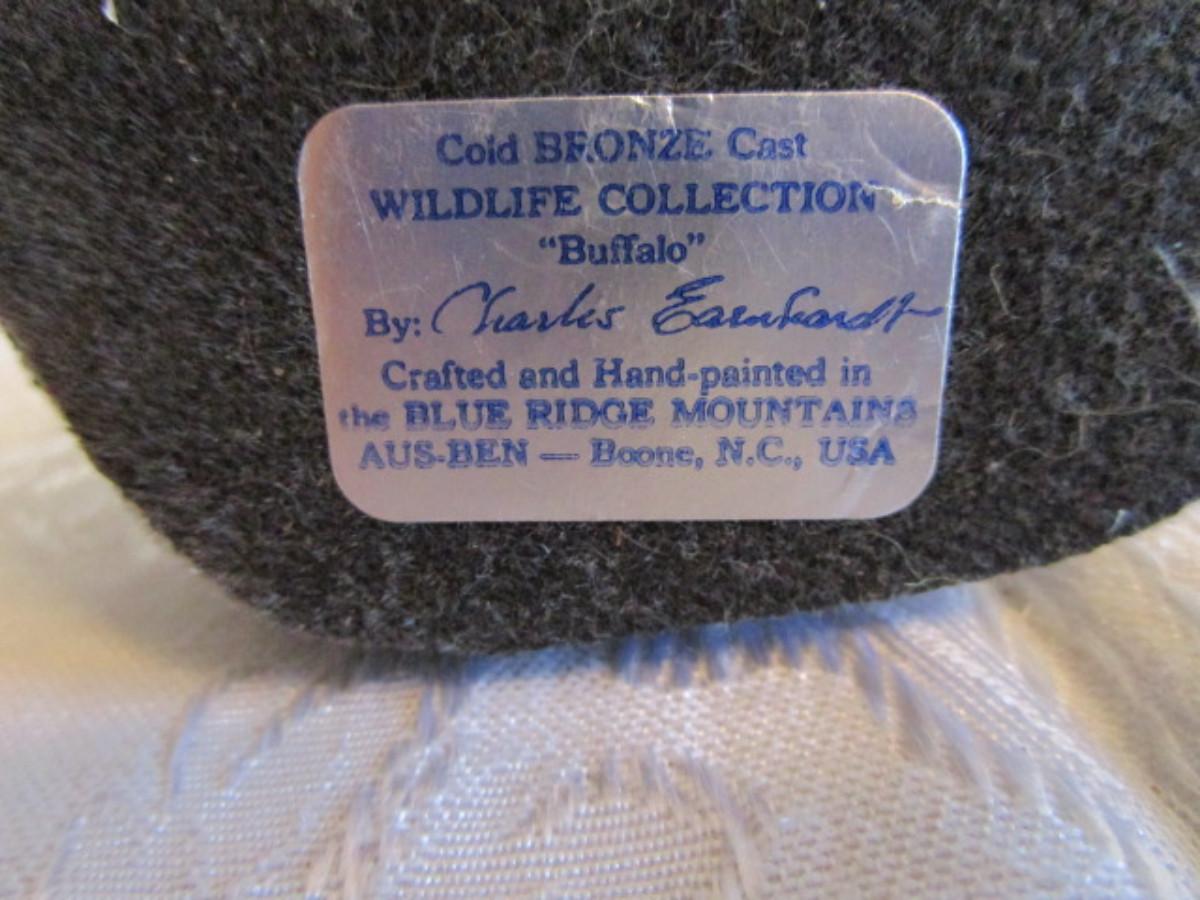 Cold BRONZE Cast
WILDLIFE COLLECTION
“Buffalo”
By: Charles Earnhardt
Crafted and Hand-painted in
the BLUE RIDGE MOUNTAINS
AUS-BEN — Boone, N.C., USA